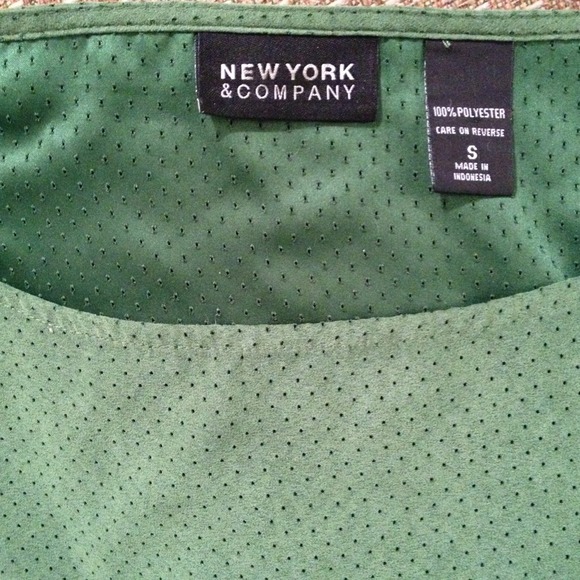 NEW YORK
& COMPANY
100% POLYESTER
CARE ON REVERSE
S
MADE IN
INDONESIA